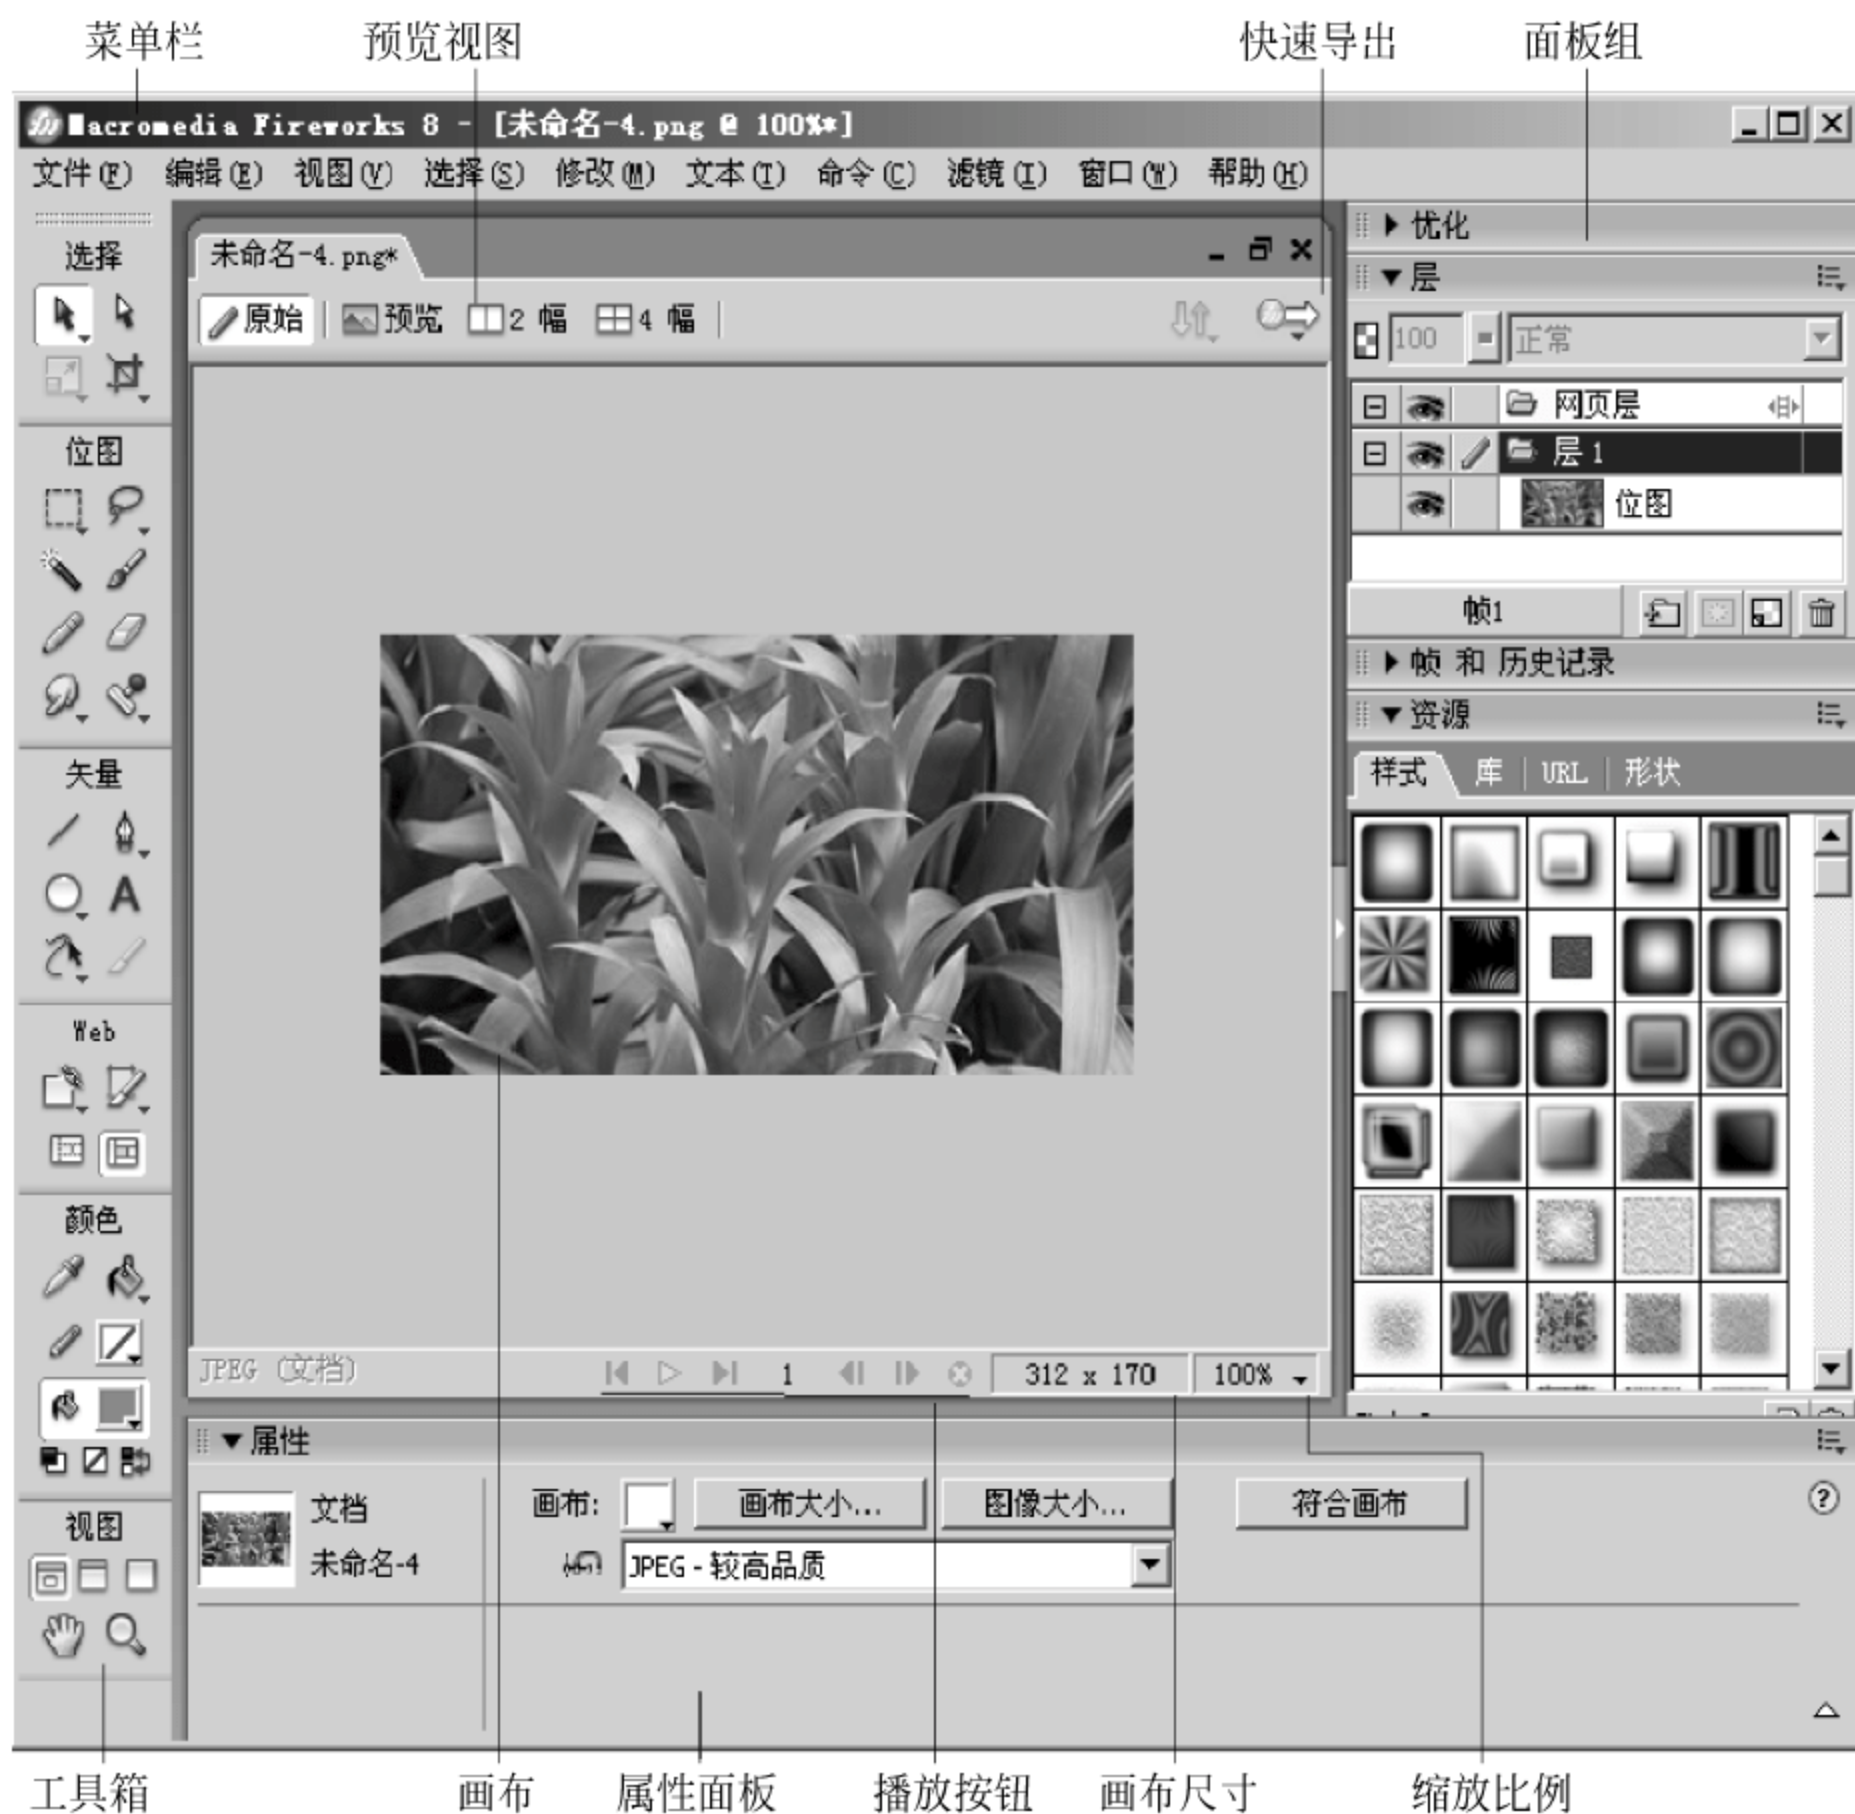 菜单栏 预览视图 快速导出 面板组
Macromedia Fireworks 8 - [未命名-4.png @ 100%*]
文件(F) 编辑(E) 视图(V) 选择(S) 修改(M) 文本(T) 命令(C) 滤镜(I) 窗口(W) 帮助(H)
选择
位图
矢量
Web
颜色
视图
未命名-4.png*
原始 预览 2 幅 4 幅
JPEG (文档) 1 312 x 170 100%
优化
层
100 正常
网页层
层 1
位图
帧1
帧 和 历史记录
资源
样式 库 URL 形状
属性
文档
未命名-4
画布: 画布大小... 图像大小... 符合画布
JPEG - 较高品质
工具箱 画布 属性面板 播放按钮 画布尺寸 缩放比例